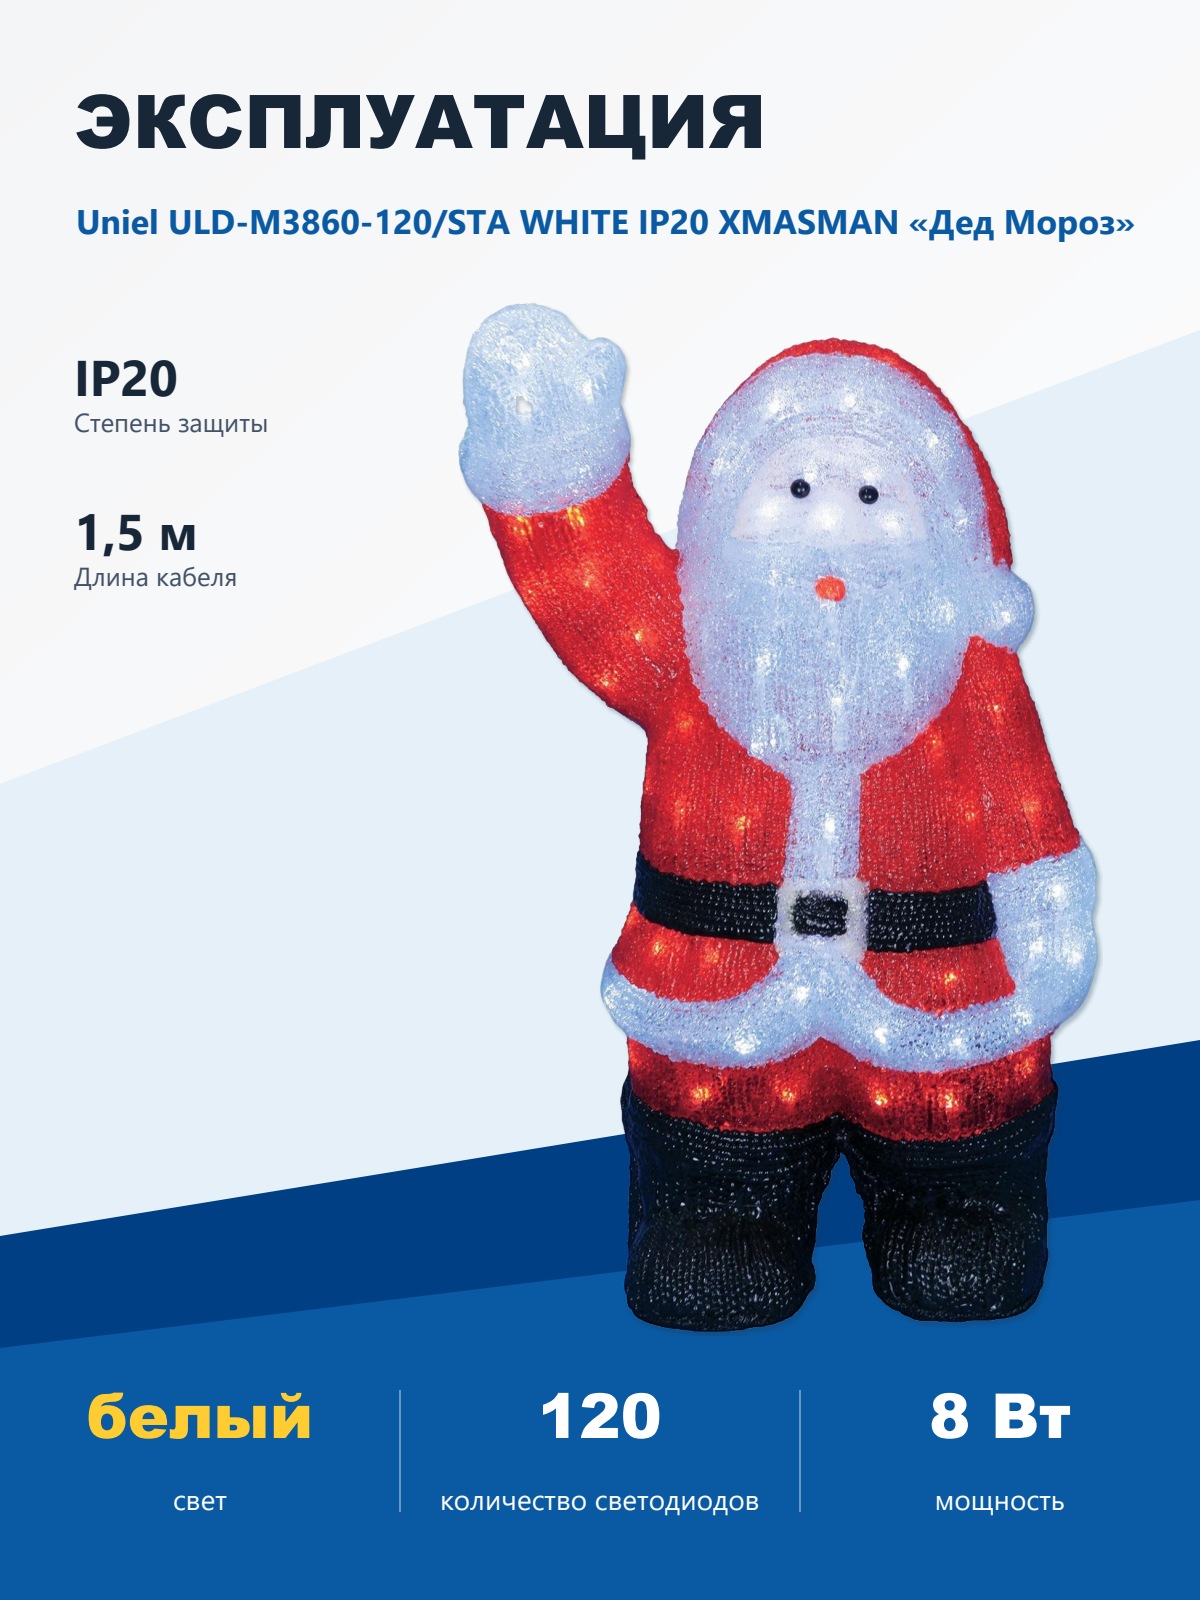 ЭКСПЛУАТАЦИЯ
Uniel ULD-M3860-120/STA WHITE IP20 XMASMAN «Дед Мороз»
IP20
Степень защиты
1,5 м
Длина кабеля
белый
свет
120
количество светодиодов
8 Вт
мощность